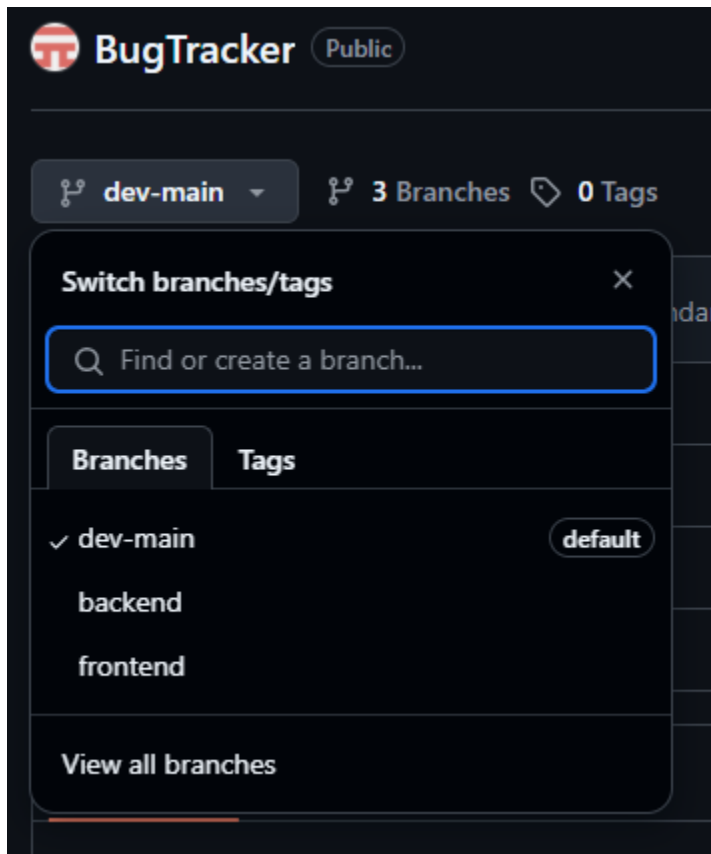 BugTracker Public
dev-main 3 Branches 0 Tags
Switch branches/tags
Find or create a branch...
Branches Tags
dev-main default
backend
frontend
View all branches